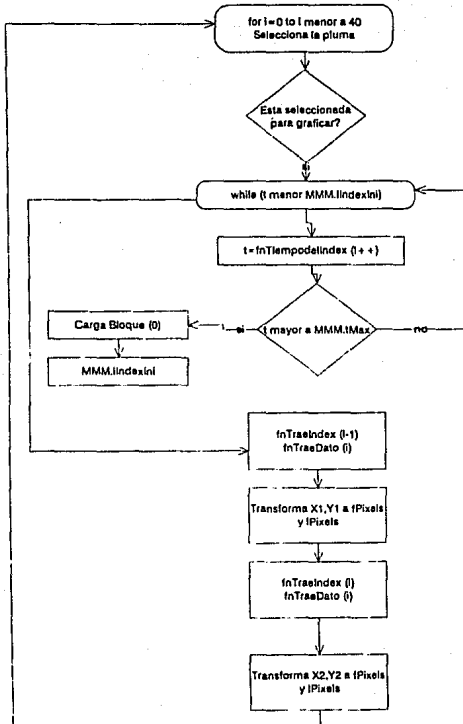 for i=0 to i menor a 40
Selecciona la pluma
Esta seleccionada
para graficar?
si
while (t menor MMM.lindexini)
t=fnTiempodelIndex (i++)
t mayor a MMM.tMax
si
no
Carga Bloque (0)
MMM.lindexini
fnTraeIndex (i-1)
fnTraeDato (i)
Transforma X1,Y1 a fPixels
y fPixels
fnTraeIndex (i)
fnTraeDato (i)
Transforma X2,Y2 a fPixels
y fPixels